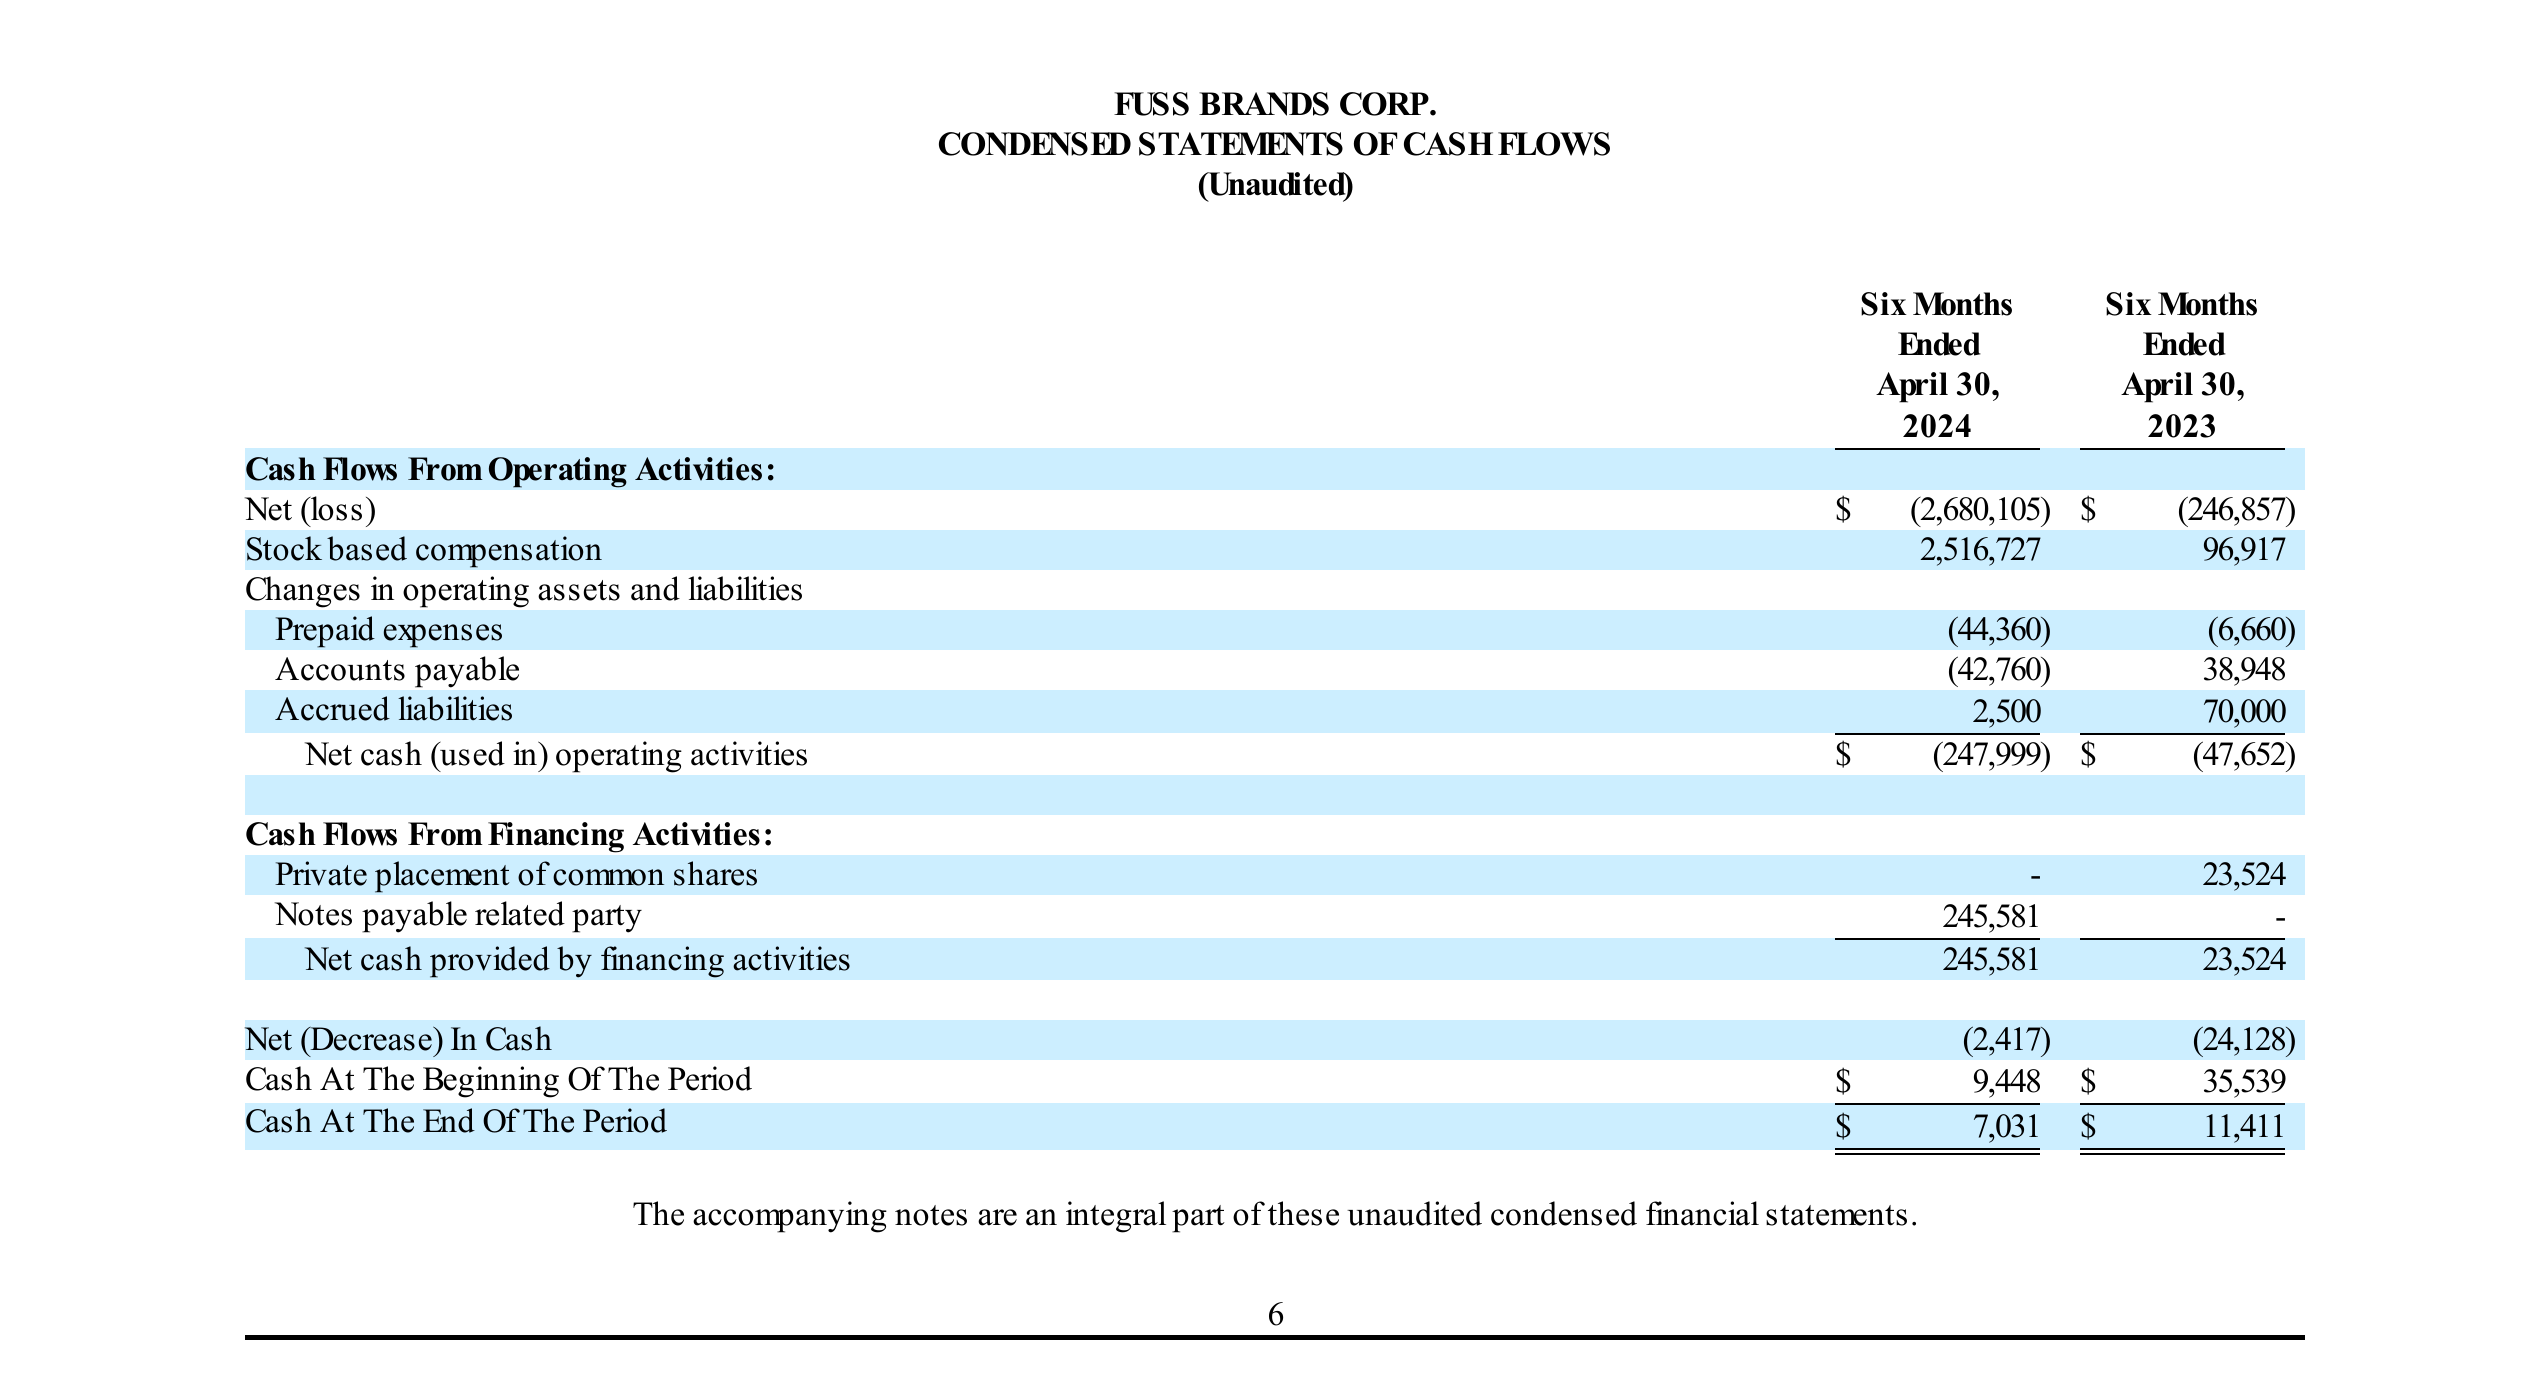 FUSS BRANDS CORP.
CONDENSED STATEMENTS OF CASH FLOWS
(Unaudited)
Six Months Ended April 30, 2024 Six Months Ended April 30, 2023
Cash Flows From Operating Activities:
Net (loss) $ (2,680,105) $ (246,857)
Stock based compensation 2,516,727 96,917
Changes in operating assets and liabilities
Prepaid expenses (44,360) (6,660)
Accounts payable (42,760) 38,948
Accrued liabilities 2,500 70,000
Net cash (used in) operating activities $ (247,999) $ (47,652)
Cash Flows From Financing Activities:
Private placement of common shares - 23,524
Notes payable related party 245,581 -
Net cash provided by financing activities 245,581 23,524
Net (Decrease) In Cash (2,417) (24,128)
Cash At The Beginning Of The Period $ 9,448 $ 35,539
Cash At The End Of The Period $ 7,031 $ 11,411
The accompanying notes are an integral part of these unaudited condensed financial statements.
6